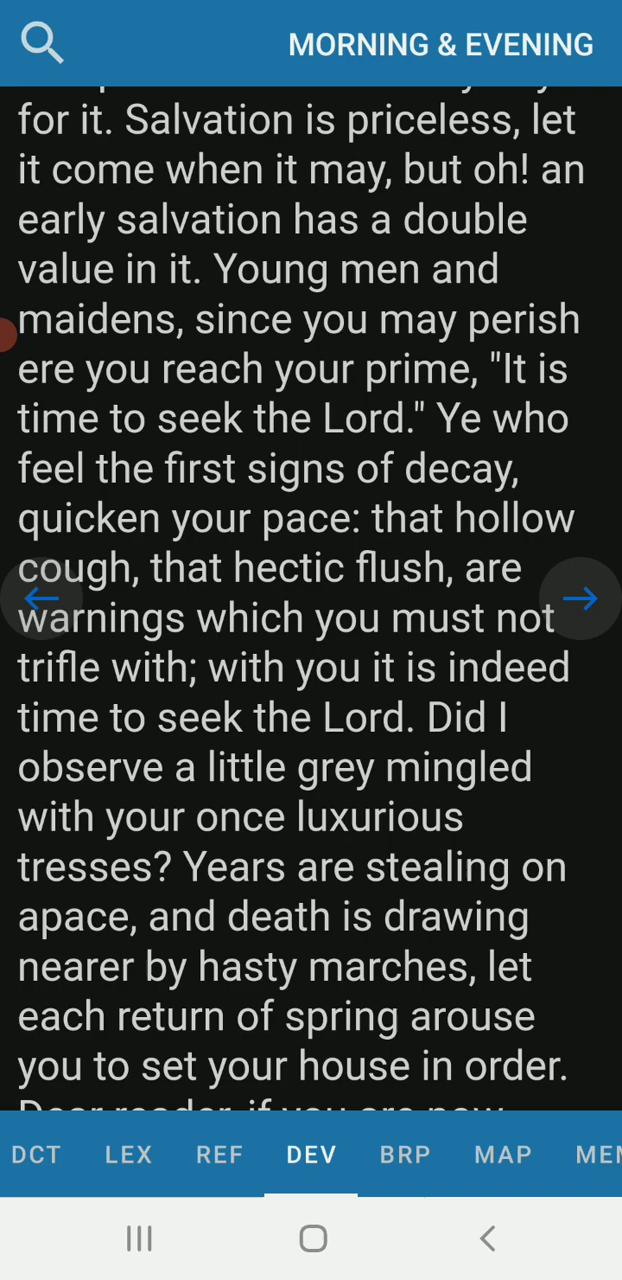 MORNING & EVENING
for it. Salvation is priceless, let
it come when it may, but oh! an
early salvation has a double
value in it. Young men and
maidens, since you may perish
ere you reach your prime, "It is
time to seek the Lord." Ye who
feel the first signs of decay,
quicken your pace: that hollow
cough, that hectic flush, are
warnings which you must not
trifle with; with you it is indeed
time to seek the Lord. Did I
observe a little grey mingled
with your once luxurious
tresses? Years are stealing on
apace, and death is drawing
nearer by hasty marches, let
each return of spring arouse
you to set your house in order.
Dear reader, if you are now
DCT LEX REF DEV BRP MAP